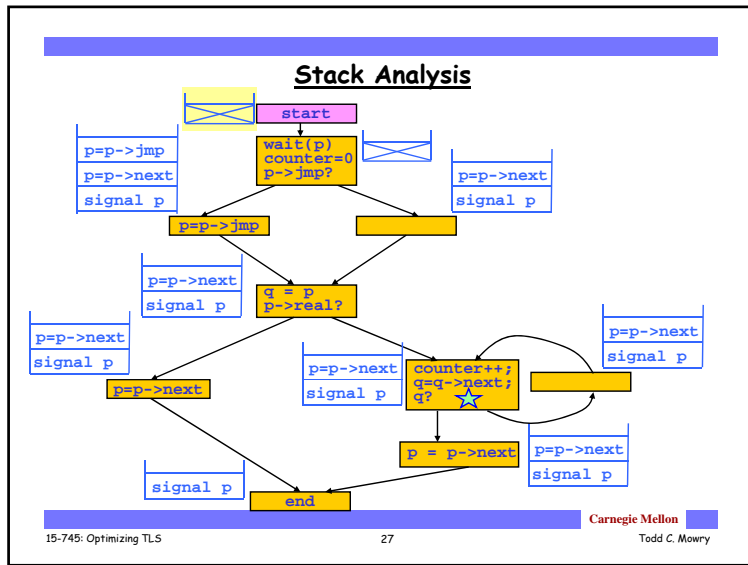 Stack Analysis
start
wait(p)
counter=0
p->jmp?
p=p->jmp
p=p->next
signal p
p=p->next
signal p
p=p->jmp
p=p->next
signal p
q = p
p->real?
p=p->next
signal p
p=p->next
signal p
p=p->next
signal p
counter++;
q=q->next;
q?
p=p->next
p = p->next
p=p->next
signal p
signal p
end
Carnegie Mellon
15-745: Optimizing TLS
27
Todd C. Mowry